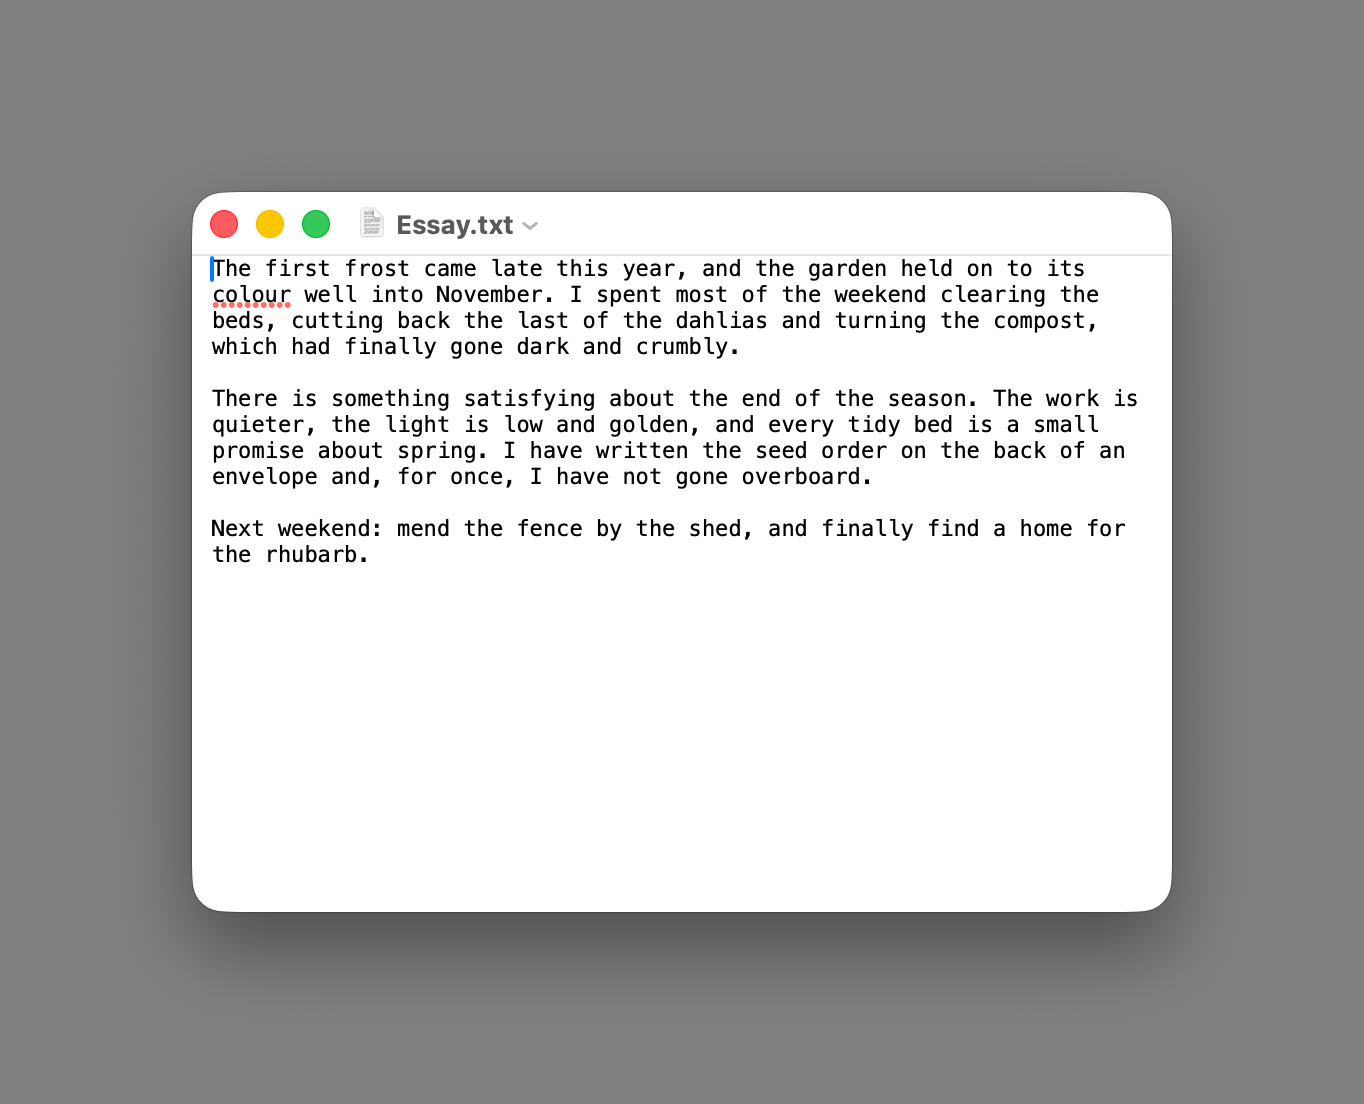 Essay.txt
The first frost came late this year, and the garden held on to its
colour well into November. I spent most of the weekend clearing the
beds, cutting back the last of the dahlias and turning the compost,
which had finally gone dark and crumbly.
There is something satisfying about the end of the season. The work is
quieter, the light is low and golden, and every tidy bed is a small
promise about spring. I have written the seed order on the back of an
envelope and, for once, I have not gone overboard.
Next weekend: mend the fence by the shed, and finally find a home for
the rhubarb.